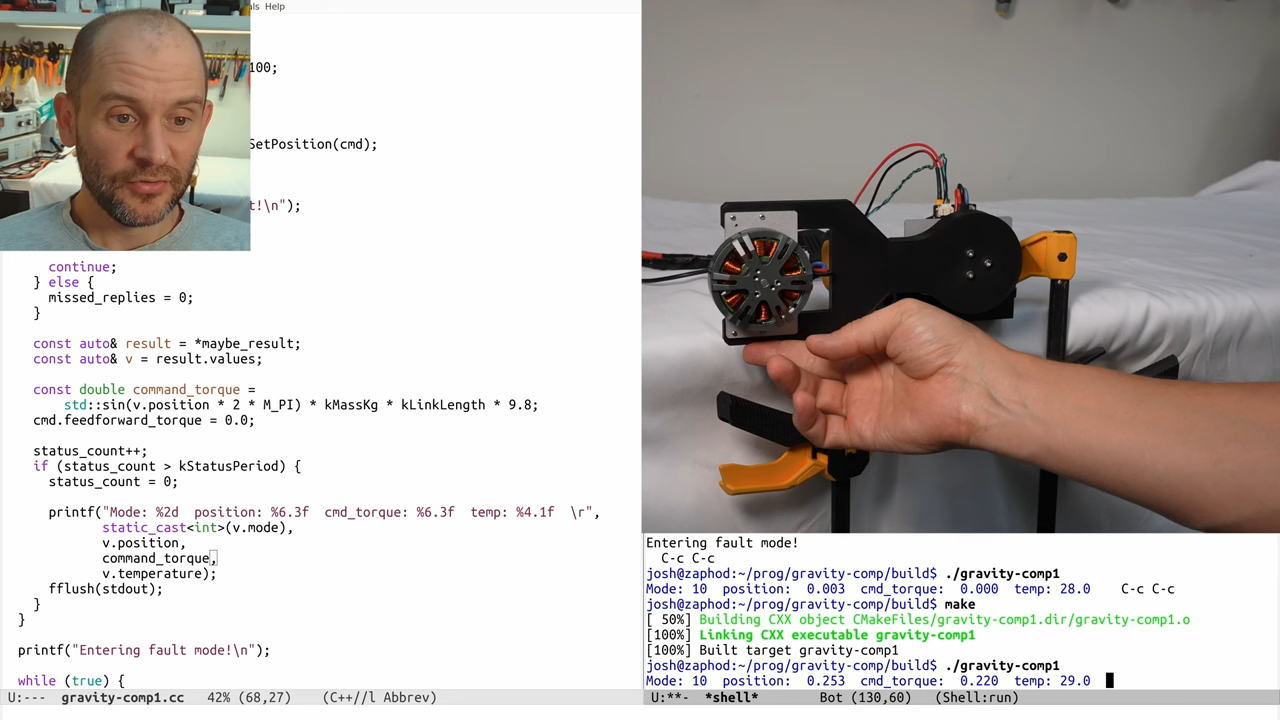 ls Help
100;
SetPosition(cmd);
t!\n");
continue;
} else {
missed_replies = 0;
}
const auto& result = *maybe_result;
const auto& v = result.values;
const double command_torque =
std::sin(v.position * 2 * M_PI) * kMassKg * kLinkLength * 9.8;
cmd.feedforward_torque = 0.0;
status_count++;
if (status_count > kStatusPeriod) {
status_count = 0;
printf("Mode: %2d  position: %6.3f  cmd_torque: %6.3f  temp: %4.1f  \r",
static_cast<int>(v.mode),
v.position,
command_torque,
v.temperature);
fflush(stdout);
}
}
printf("Entering fault mode!\n");
while (true) {
U:---  gravity-comp1.cc   42% (68,27)   (C++//l Abbrev)
Entering fault mode!
C-c C-c
josh@zaphod:~/prog/gravity-comp/build$ ./gravity-comp1
Mode: 10  position:  0.003  cmd_torque:  0.000  temp: 28.0    C-c C-c
josh@zaphod:~/prog/gravity-comp/build$ make
[ 50%] Building CXX object CMakeFiles/gravity-comp1.dir/gravity-comp1.o
[100%] Linking CXX executable gravity-comp1
[100%] Built target gravity-comp1
josh@zaphod:~/prog/gravity-comp/build$ ./gravity-comp1
Mode: 10  position:  0.253  cmd_torque:  0.220  temp: 29.0
U:**-  *shell*   Bot (130,60)   (Shell:run)